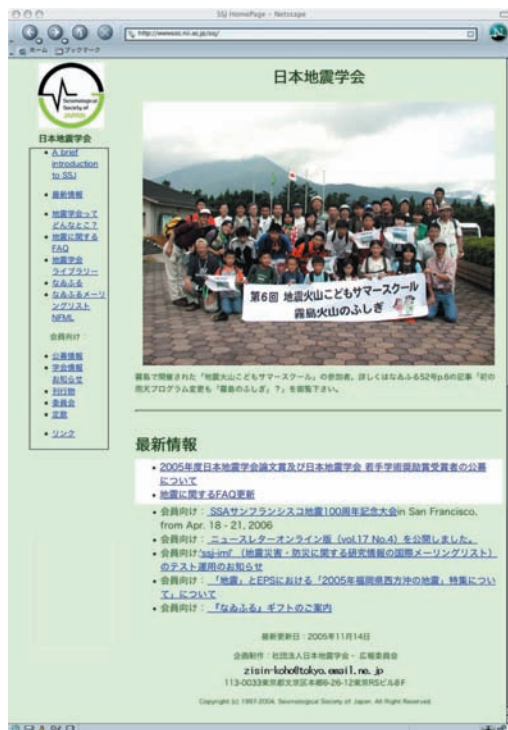 SSJ HomePage - Netscape
http://wwwsoc.nii.ac.jp/ssj/
ホーム ブックマーク
Seismological
Society of
JAPAN
日本地震学会
A brief
introduction
to SSJ
最新情報
地震学会って
どんなとこ?
地震に関する
FAQ
地震学会
ライブラリー
なゐふる
なゐふるメーリ
ングリスト
NFML
会員向け:
公募情報
学会情報
お知らせ
刊行物
委員会
定款
リンク
日本地震学会
第6回 地震火山こどもサマースクール
霧島火山のふしぎ
霧島で開催された「地震火山こどもサマースクール」の参加者。詳しくはなゐふる52号p.6の記事「初の
雨天プログラム変更も「霧島のふしぎ」?」を御覧下さい。
最新情報
2005年度日本地震学会論文賞及び日本地震学会 若手学術奨励賞受賞者の公募
について
地震に関するFAQ更新
会員向け: SSAサンフランシスコ地震100周年記念大会in San Francisco.
from Apr. 18 - 21, 2006
会員向け: ニュースレターオンライン版(vol.17 No.4)を公開しました。
会員向け:'ssj-iml' (地震災害・防災に関する研究情報の国際メーリングリスト)
のテスト運用のお知らせ
会員向け: 「地震」とEPSにおける「2005年福岡県西方沖の地震」特集につい
て」について
会員向け: 『なゐふる』ギフトのご案内
最新更新日:2005年11月14日
企画制作:社団法人日本地震学会 - 広報委員会
zisin-koho@tokyo.email.ne.jp
113-0033東京都文京区本郷6-26-12東京RSビル8F
Copyright (c) 1997-2004, Seismological Society of Japan. All Right Reserved.